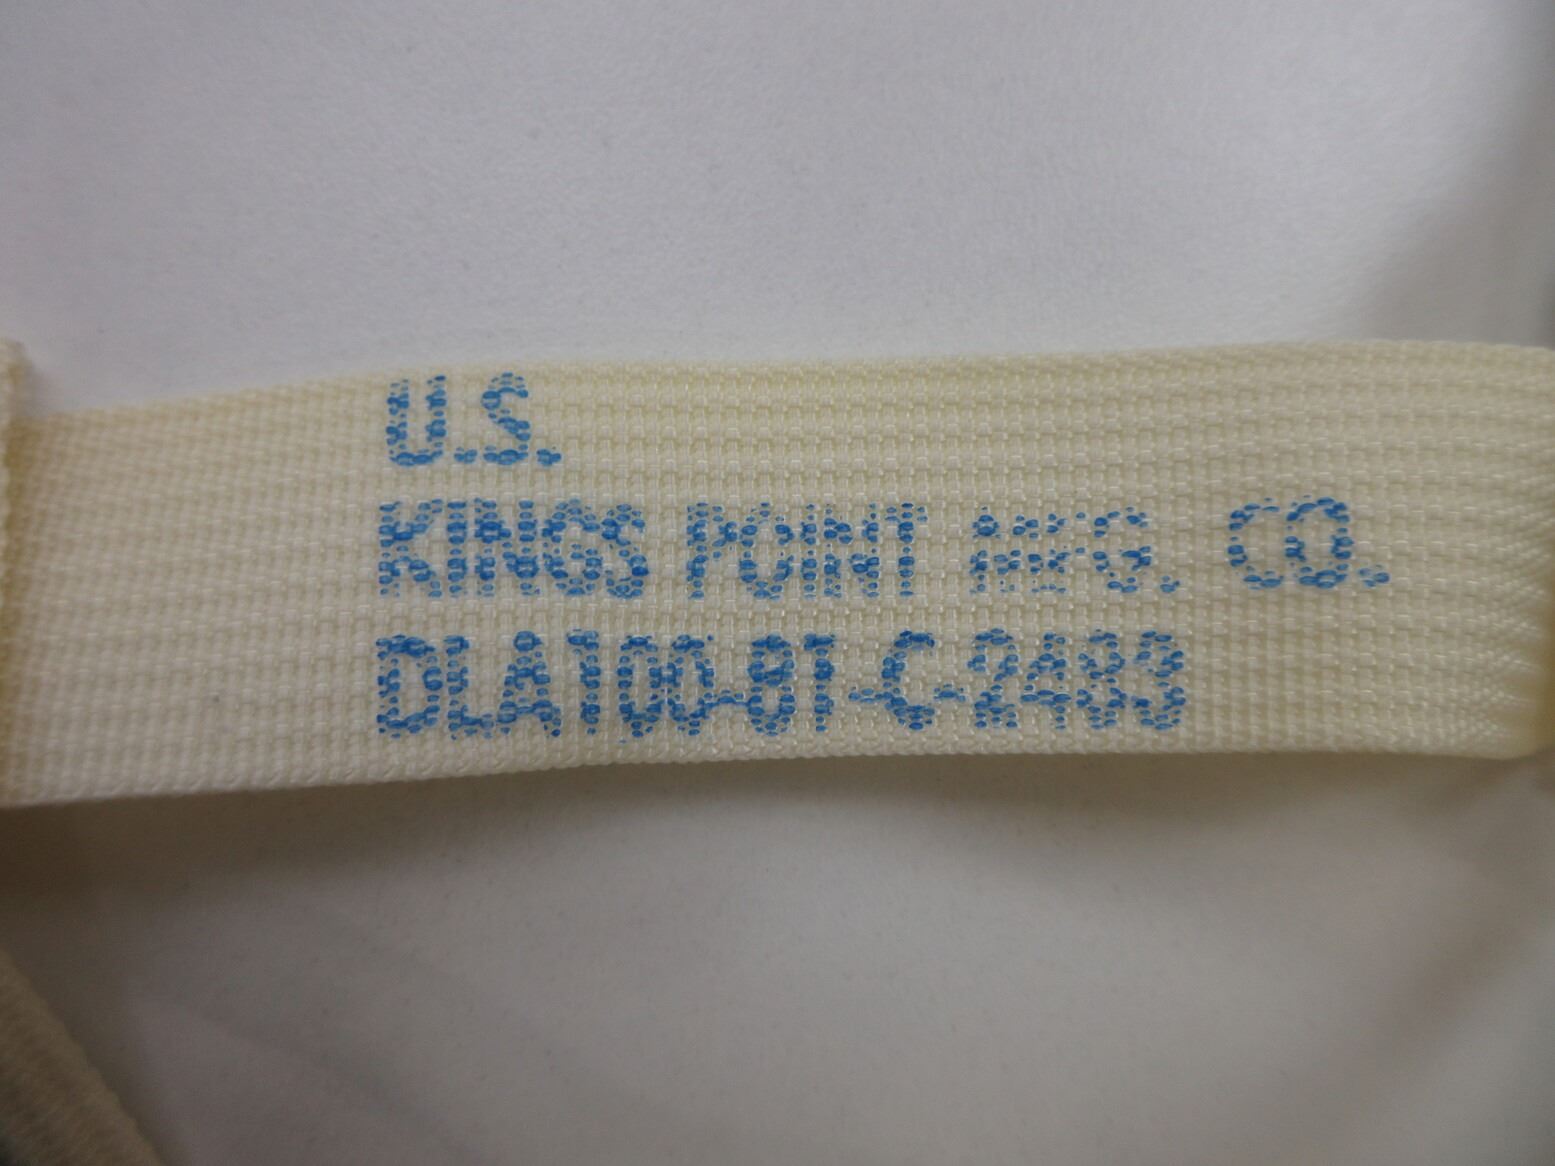 U.S.
KINGS POINT MFG. CO.
DLA100-81-C-2483